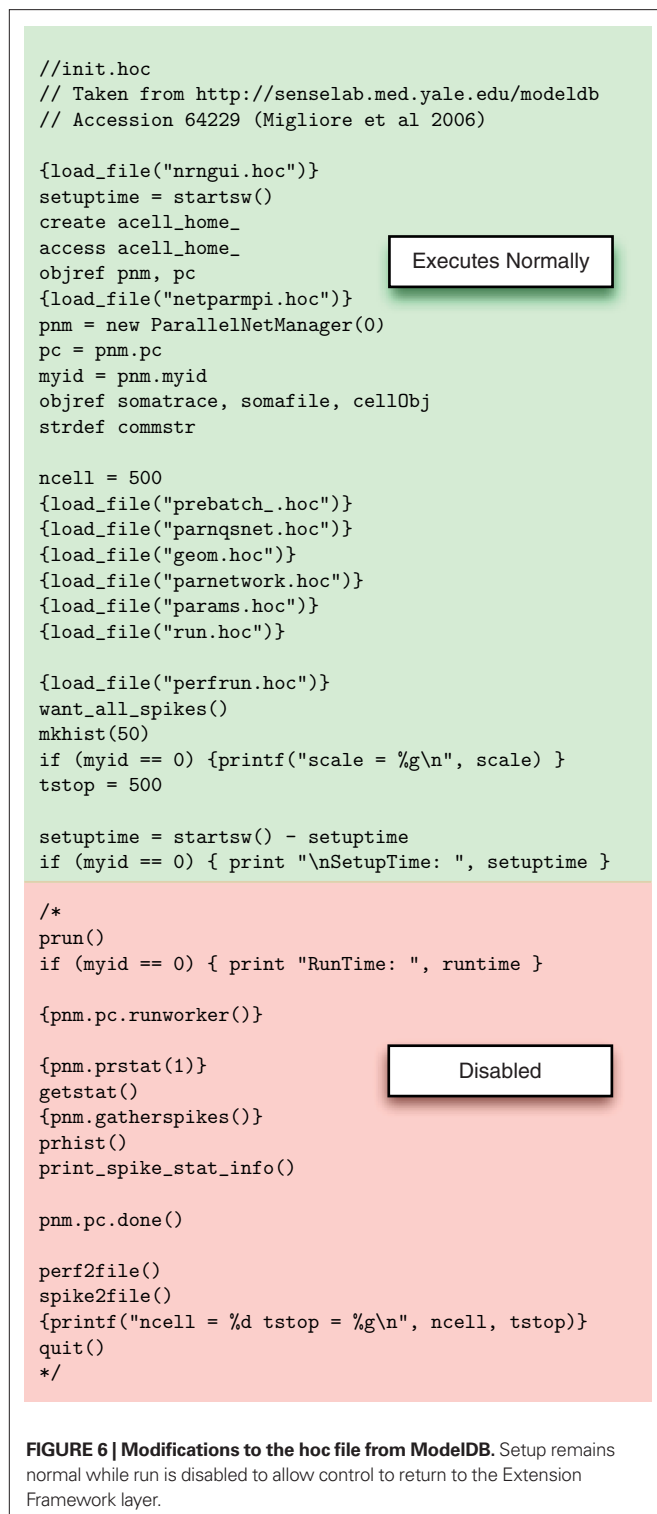 //init.hoc
// Taken from http://senselab.med.yale.edu/modeldb
// Accession 64229 (Migliore et al 2006)
{load_file("nrngui.hoc")}
setuptime = startsw()
create acell_home_
access acell_home_
objref pnm, pc
Executes Normally
{load_file("netparmpi.hoc")}
pnm = new ParallelNetManager(0)
pc = pnm.pc
myid = pnm.myid
objref somatrace, somafile, cellObj
strdef commstr
ncell = 500
{load_file("prebatch_.hoc")}
{load_file("parnqsnet.hoc")}
{load_file("geom.hoc")}
{load_file("parnetwork.hoc")}
{load_file("params.hoc")}
{load_file("run.hoc")}
{load_file("perfrun.hoc")}
want_all_spikes()
mkhist(50)
if (myid == 0) {printf("scale = %g\n", scale) }
tstop = 500
setuptime = startsw() - setuptime
if (myid == 0) { print "\nSetupTime: ", setuptime }
/*
prun()
if (myid == 0) { print "RunTime: ", runtime }
{pnm.pc.runworker()}
{pnm.prstat(1)}
Disabled
getstat()
{pnm.gatherspikes()}
prhist()
print_spike_stat_info()
pnm.pc.done()
perf2file()
spike2file()
{printf("ncell = %d tstop = %g\n", ncell, tstop)}
quit()
*/
FIGURE 6 | Modifications to the hoc file from ModelDB. Setup remains
normal while run is disabled to allow control to return to the Extension
Framework layer.